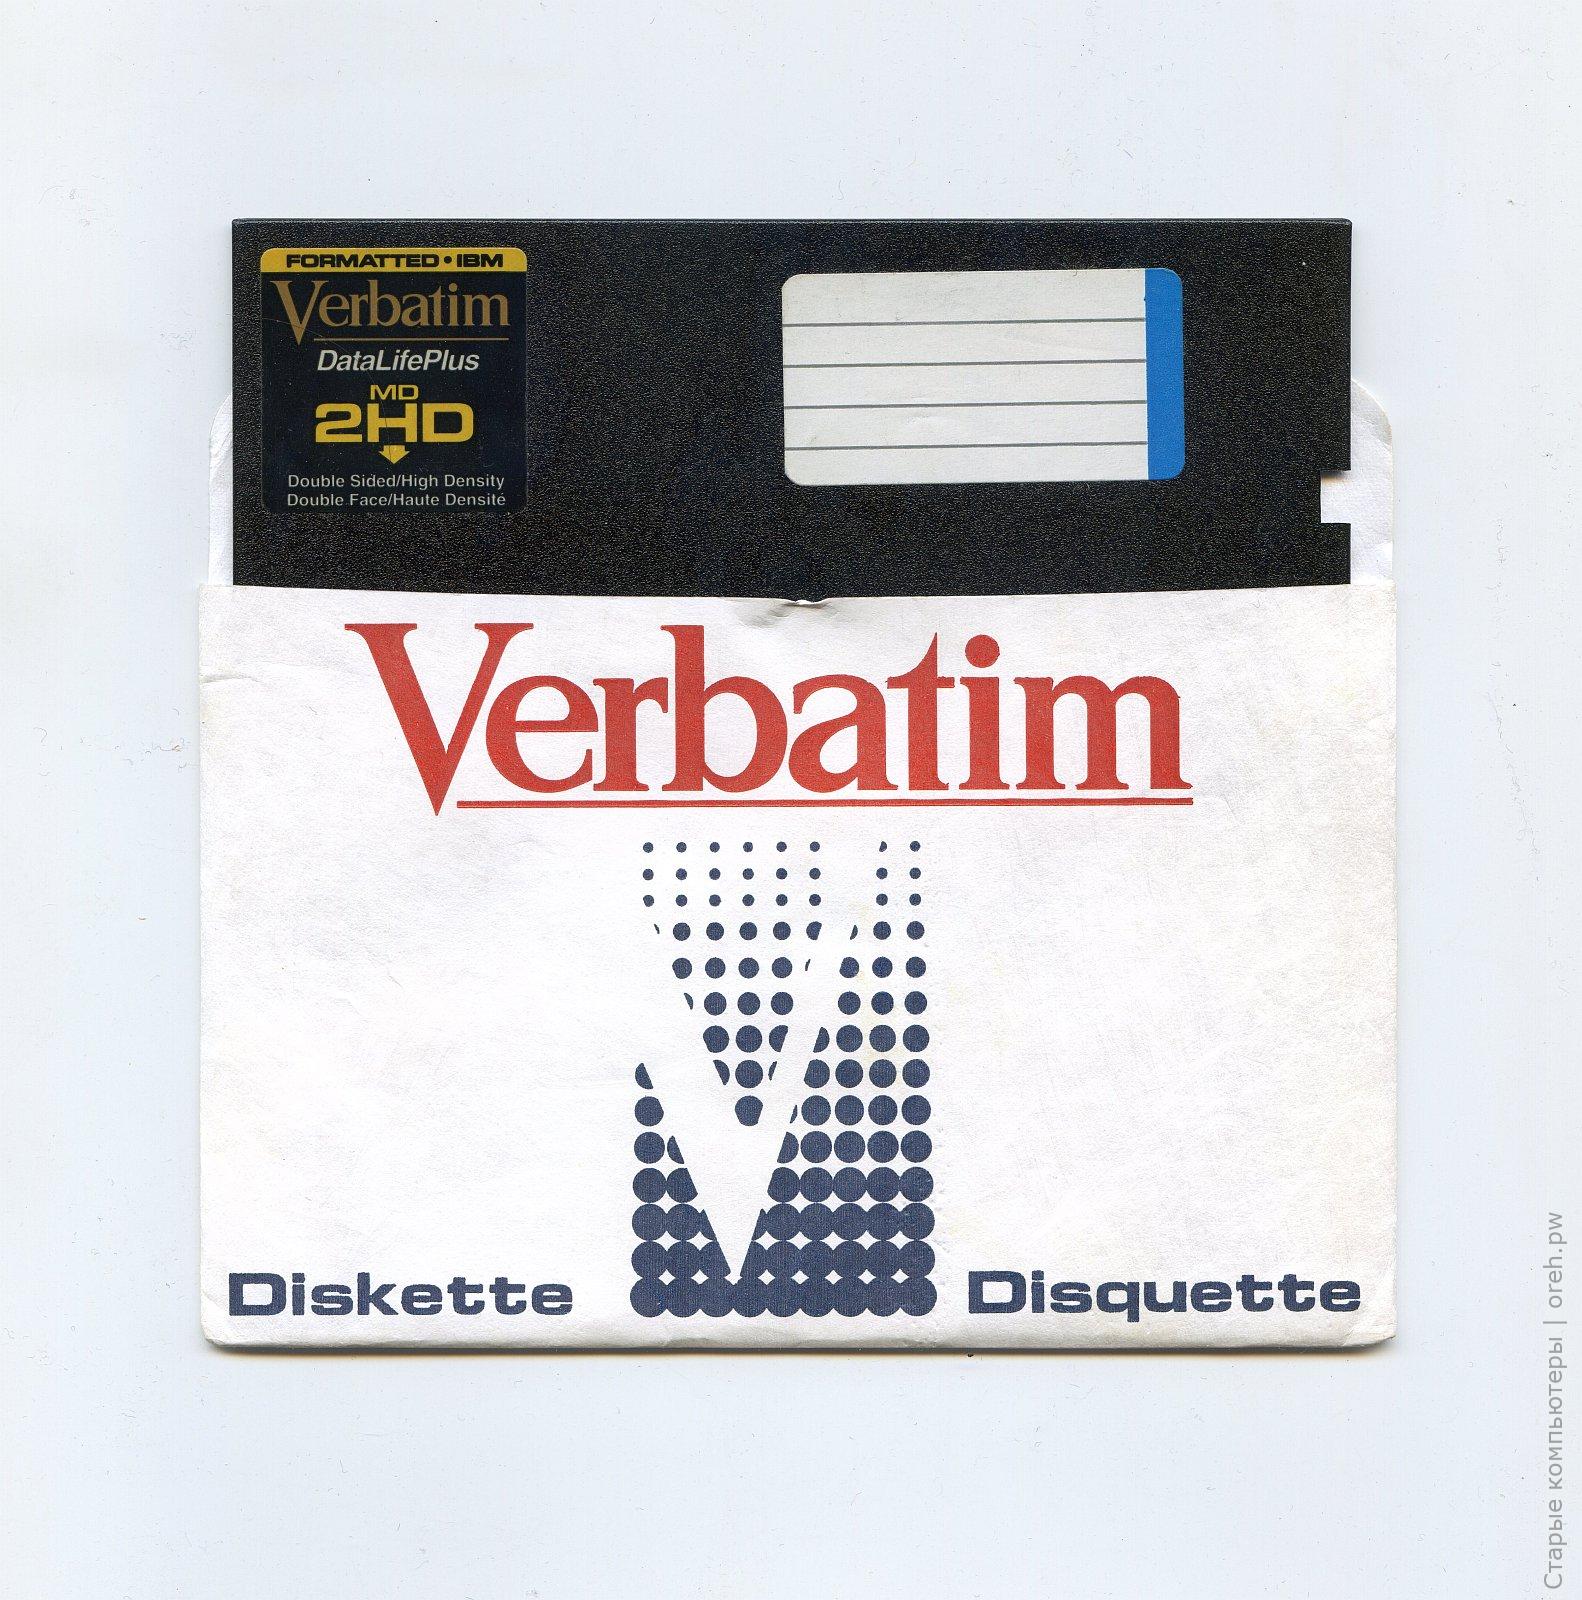 FORMATTED • IBM
Verbatim
DataLifePlus
MD
2HD
Double Sided/High Density
Double Face/Haute Densité
Verbatim
Diskette
Disquette
Старые компьютеры | oreh.pw